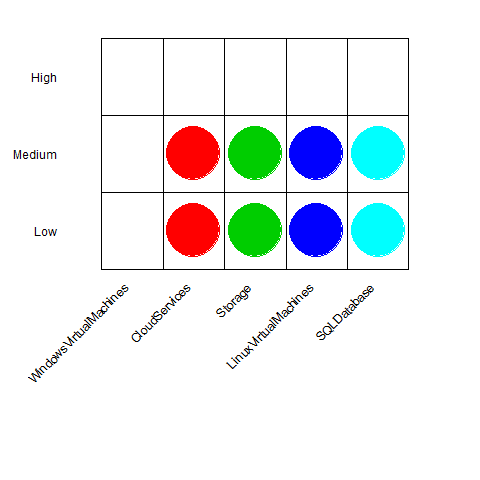 High
Medium
Low
WindowsVirtualMachines
CloudServices
Storage
LinuxVirtualMachines
SQLDatabase